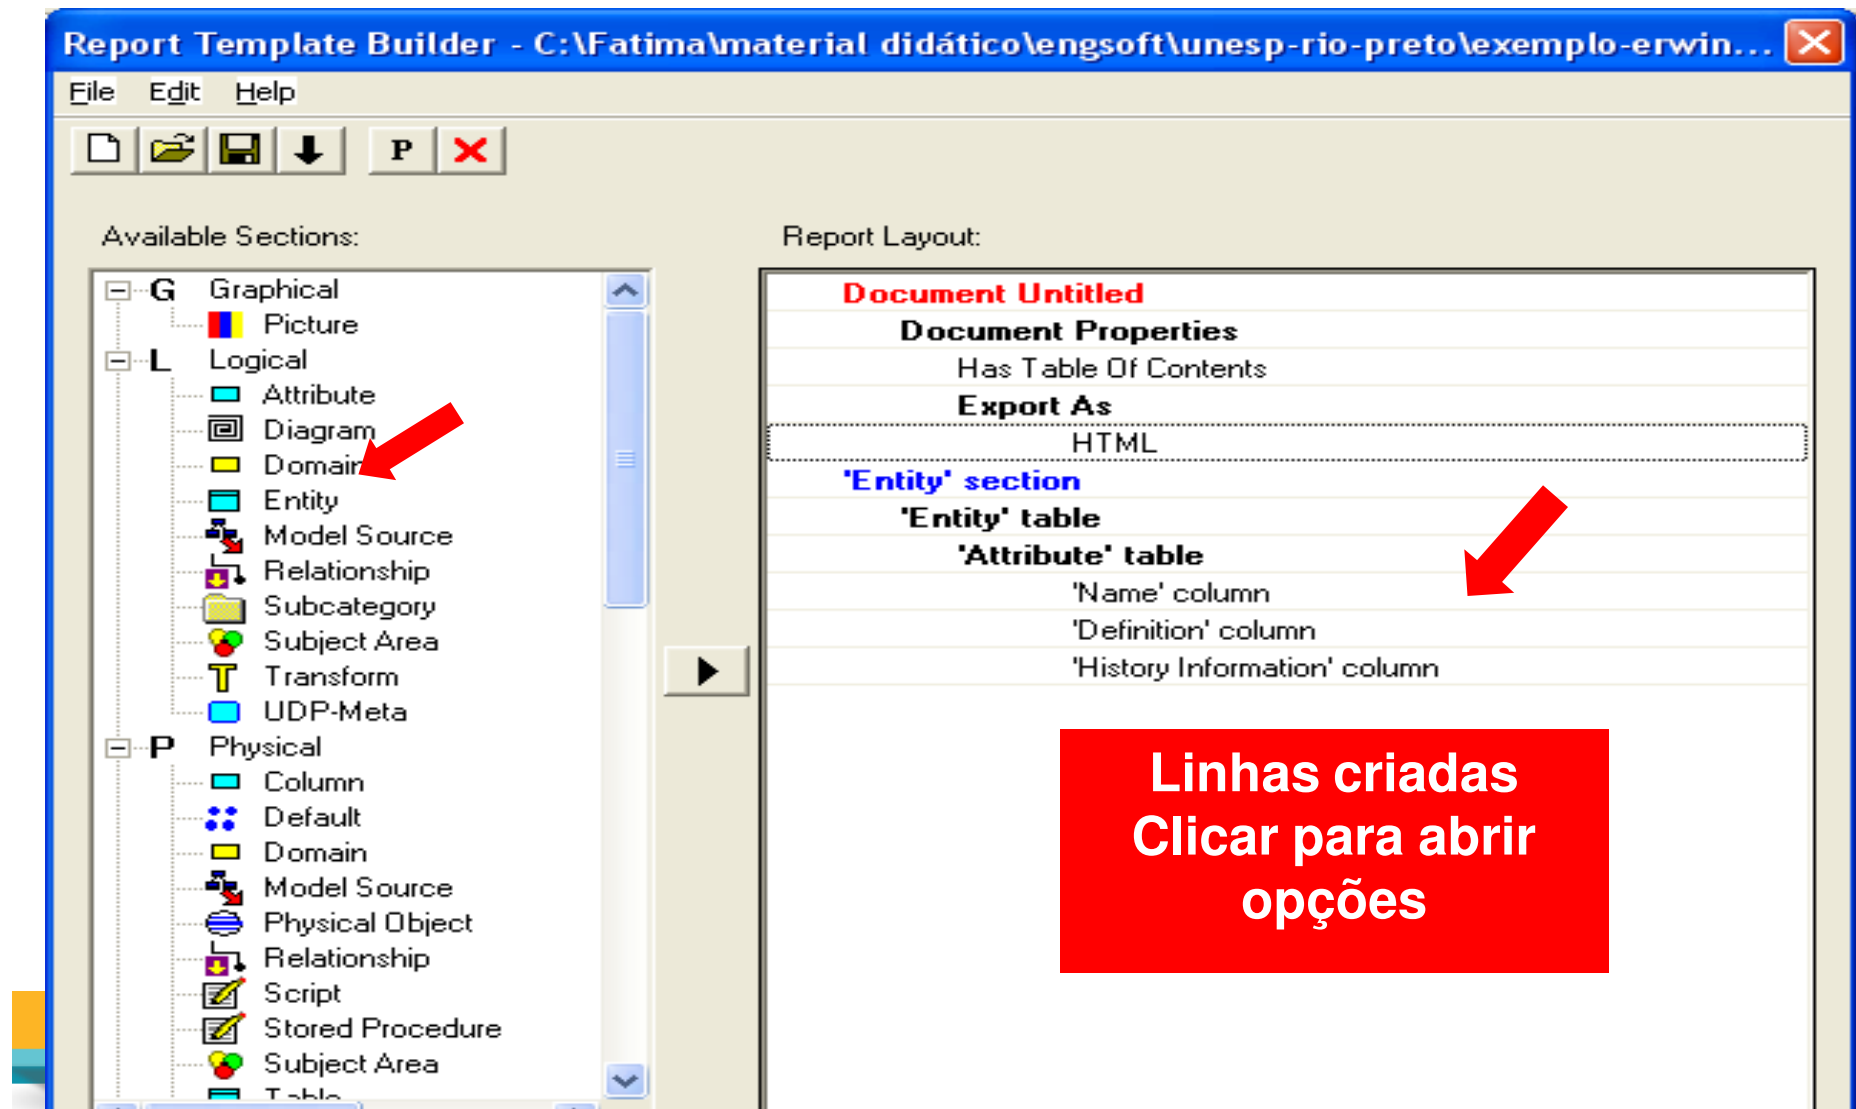 Report Template Builder - C:\Fatima\material didático\engsoft\unesp-rio-preto\exemplo-erwin...
File Edit Help
P
Available Sections:
G Graphical
Picture
L Logical
Attribute
Diagram
Domain
Entity
Model Source
Relationship
Subcategory
Subject Area
T Transform
UDP-Meta
P Physical
Column
Default
Domain
Model Source
Physical Object
Relationship
Script
Stored Procedure
Subject Area
Table
Report Layout:
Document Untitled
Document Properties
Has Table Of Contents
Export As
HTML
'Entity' section
'Entity' table
'Attribute' table
'Name' column
'Definition' column
'History Information' column
Linhas criadas
Clicar para abrir
opções